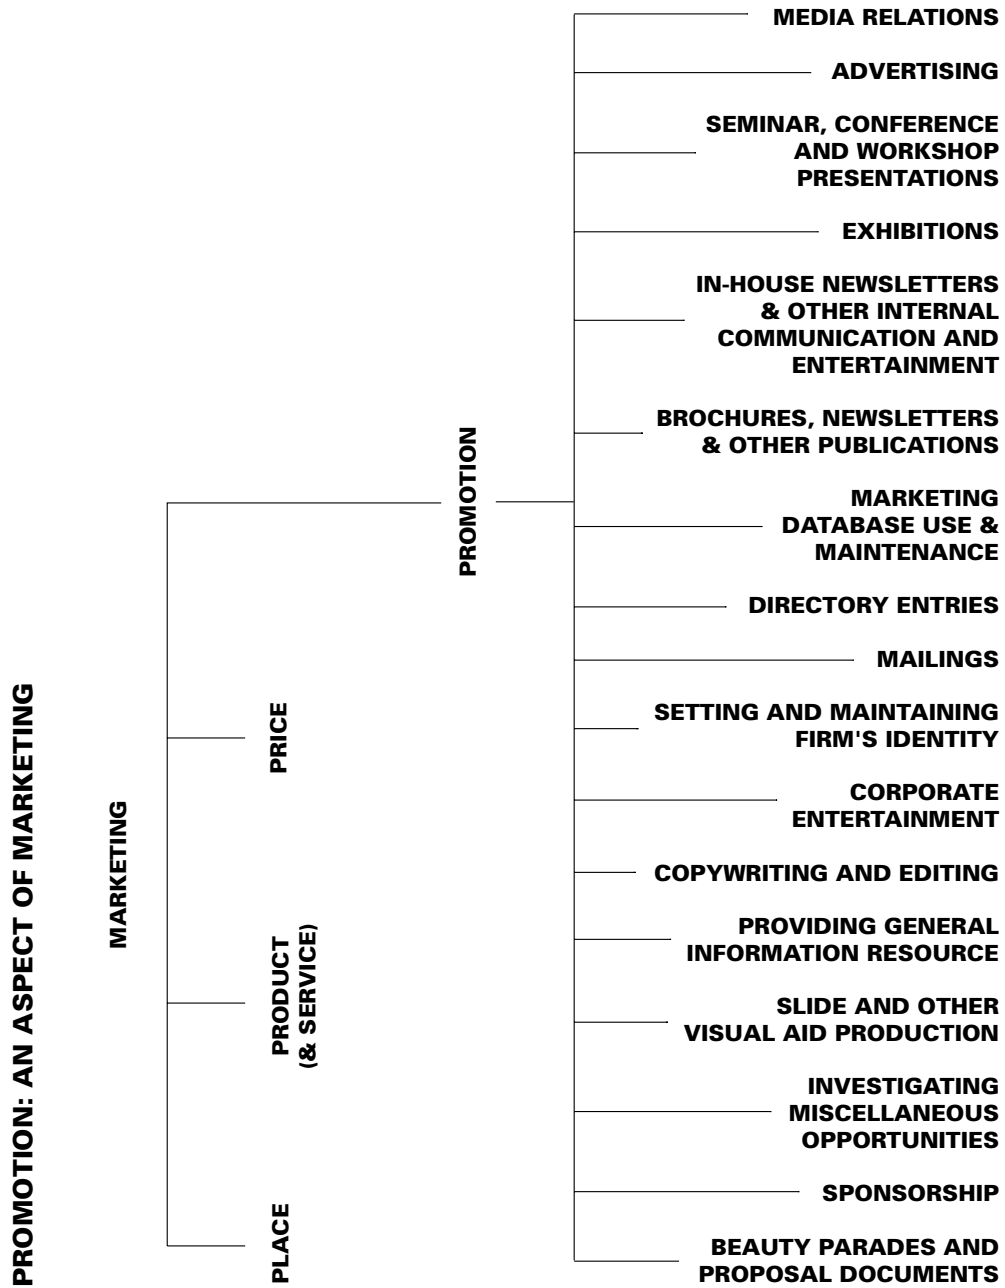 PROMOTION: AN ASPECT OF MARKETING
MARKETING
PROMOTION
PRICE
PRODUCT
(& SERVICE)
PLACE
MEDIA RELATIONS
ADVERTISING
SEMINAR, CONFERENCE
AND WORKSHOP
PRESENTATIONS
EXHIBITIONS
IN-HOUSE NEWSLETTERS
& OTHER INTERNAL
COMMUNICATION AND
ENTERTAINMENT
BROCHURES, NEWSLETTERS
& OTHER PUBLICATIONS
MARKETING
DATABASE USE &
MAINTENANCE
DIRECTORY ENTRIES
MAILINGS
SETTING AND MAINTAINING
FIRM'S IDENTITY
CORPORATE
ENTERTAINMENT
COPYWRITING AND EDITING
PROVIDING GENERAL
INFORMATION RESOURCE
SLIDE AND OTHER
VISUAL AID PRODUCTION
INVESTIGATING
MISCELLANEOUS
OPPORTUNITIES
SPONSORSHIP
BEAUTY PARADES AND
PROPOSAL DOCUMENTS